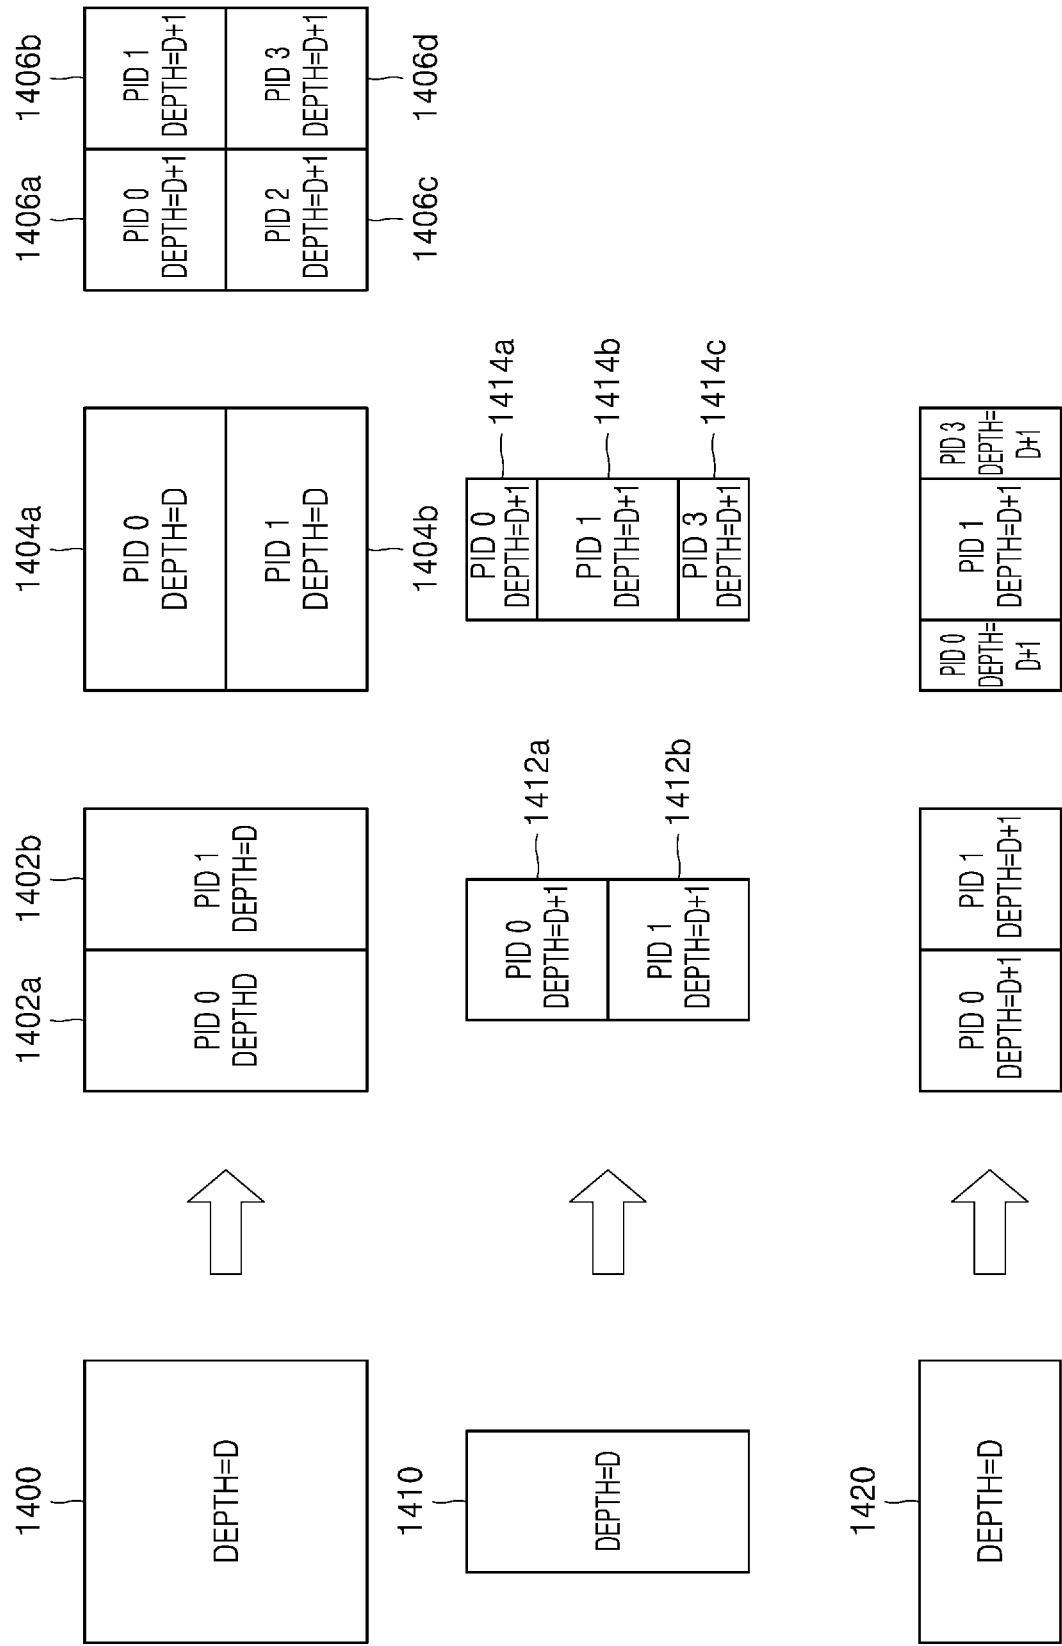 1400
DEPTH=D
1402a
PID 0
DEPTHD
1402b
PID 1
DEPTH=D
1404a
PID 0
DEPTH=D
PID 1
DEPTH=D
1404b
1406a
PID 0
DEPTH=D+1
1406b
PID 1
DEPTH=D+1
PID 2
DEPTH=D+1
1406c
PID 3
DEPTH=D+1
1406d
1410
DEPTH=D
PID 0
DEPTH=D+1
1412a
PID 1
DEPTH=D+1
1412b
PID 0
DEPTH=D+1
1414a
PID 1
DEPTH=D+1
1414b
PID 3
DEPTH=D+1
1414c
1420
DEPTH=D
PID 0
DEPTH=D+1
PID 1
DEPTH=D+1
PID 0
DEPTH=
D+1
PID 1
DEPTH=D+1
PID 3
DEPTH=
D+1